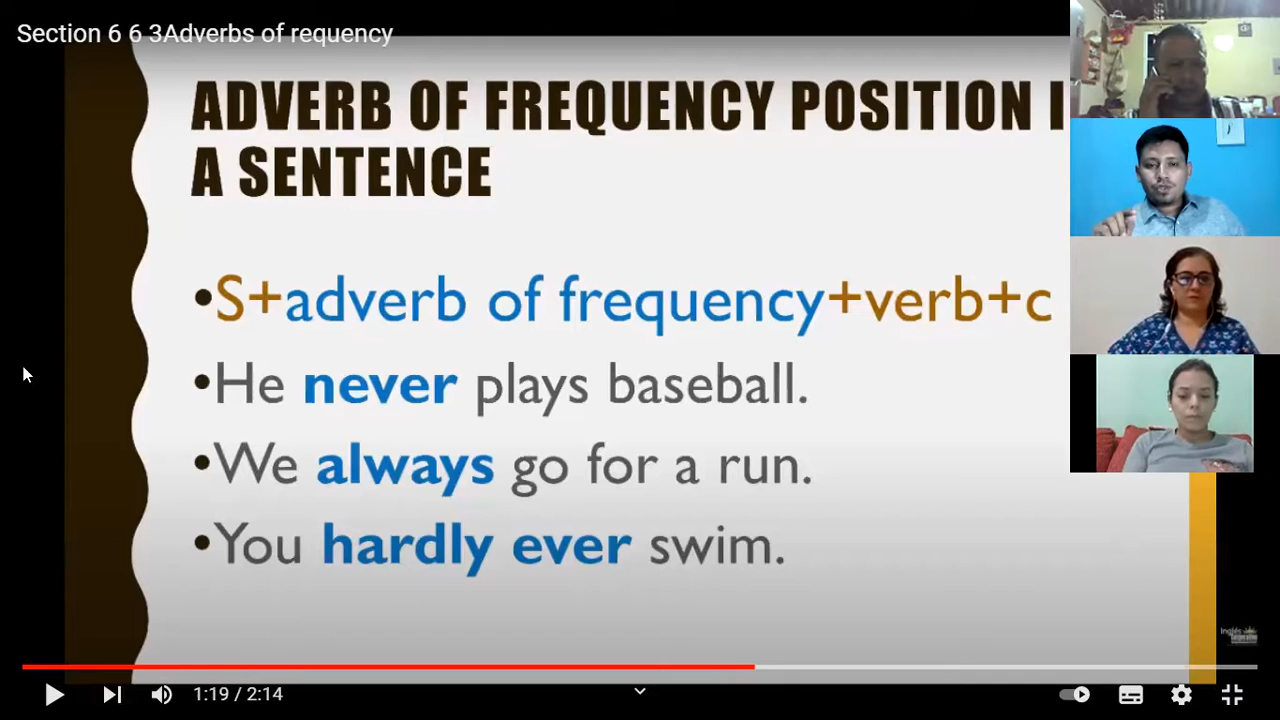 Section 6 6 3Adverbs of requency
ADVERB OF FREQUENCY POSITION I
A SENTENCE
•S+adverb of frequency+verb+c
•He never plays baseball.
•We always go for a run.
•You hardly ever swim.
Inglés
1:19 / 2:14